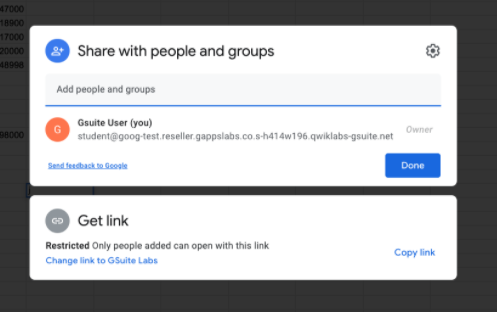 47000
18900
17000
20000
48998
98000
Share with people and groups
Add people and groups
G
Gsuite User (you)
student@goog-test.reseller.gappslabs.co.s-h414w196.qwiklabs-gsuite.net
Owner
Send feedback to Google
Done
Get link
Restricted Only people added can open with this link
Change link to GSuite Labs
Copy link